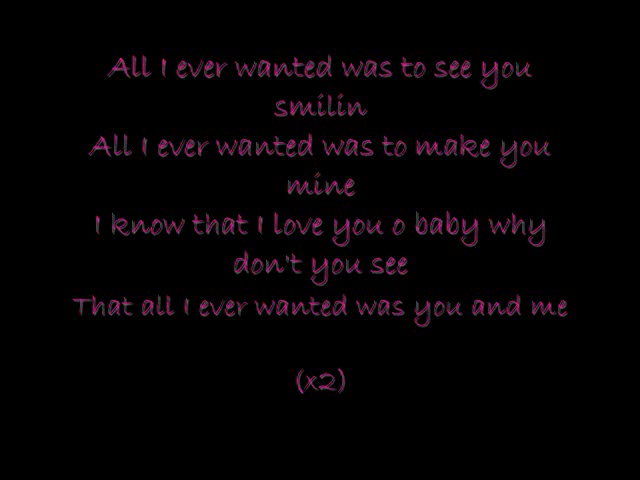 All I ever wanted was to see you
smilin
All I ever wanted was to make you
mine
I know that I love you o baby why
don't you see
That all I ever wanted was you and me
(x2)